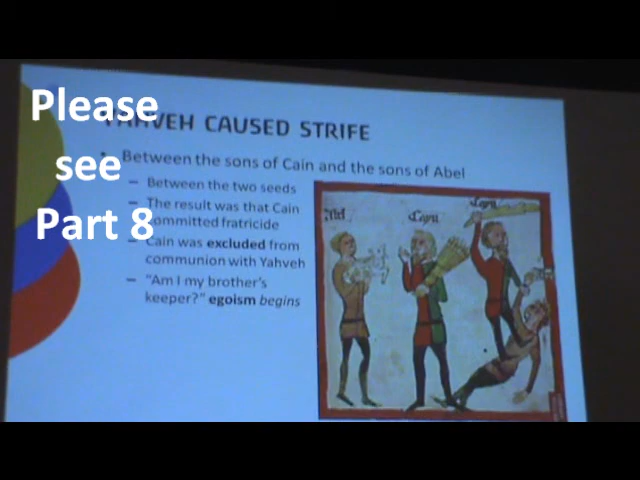 Please
see
Part 8
YAHVEH CAUSED STRIFE
• Between the sons of Cain and the sons of Abel
– Between the two seeds
– The result was that Cain
committed fratricide
– Cain was excluded from
communion with Yahveh
– “Am I my brother’s
keeper?” egoism begins